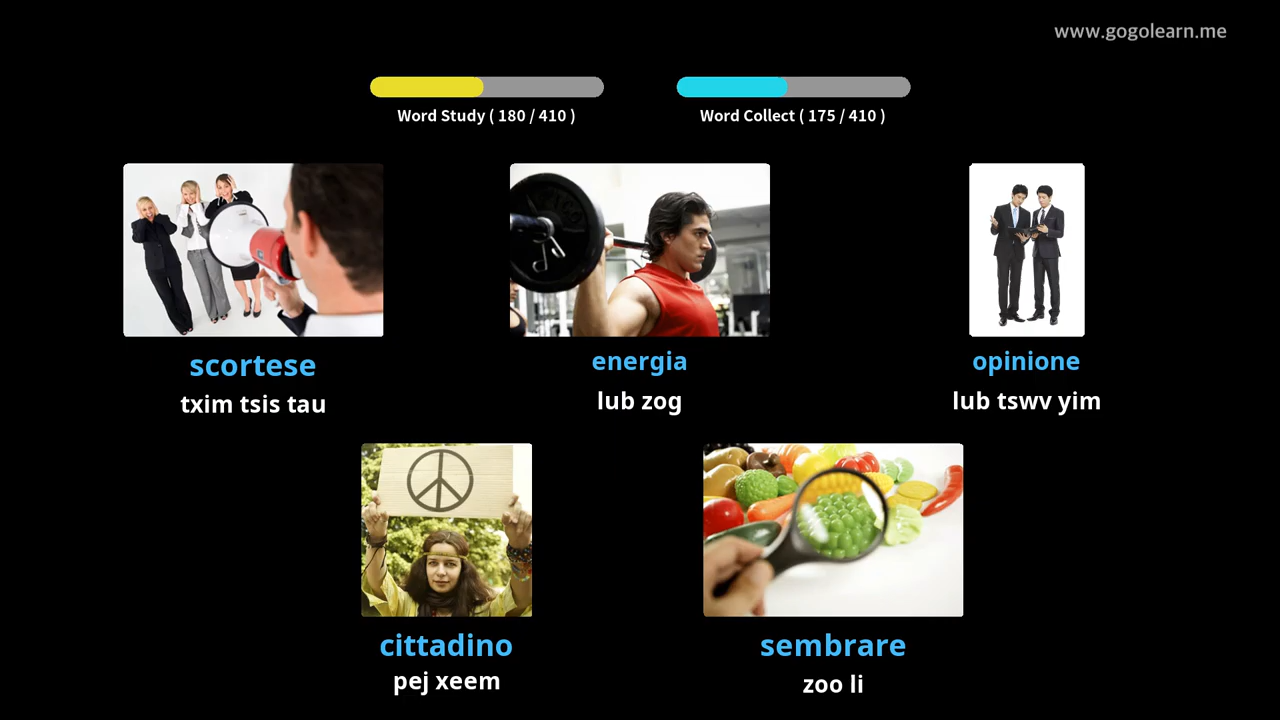 www.gogolearn.me
Word Study ( 180 / 410 )
Word Collect ( 175 / 410 )
scortese
txim tsis tau
energia
lub zog
opinione
lub tswv yim
cittadino
pej xeem
sembrare
zoo li